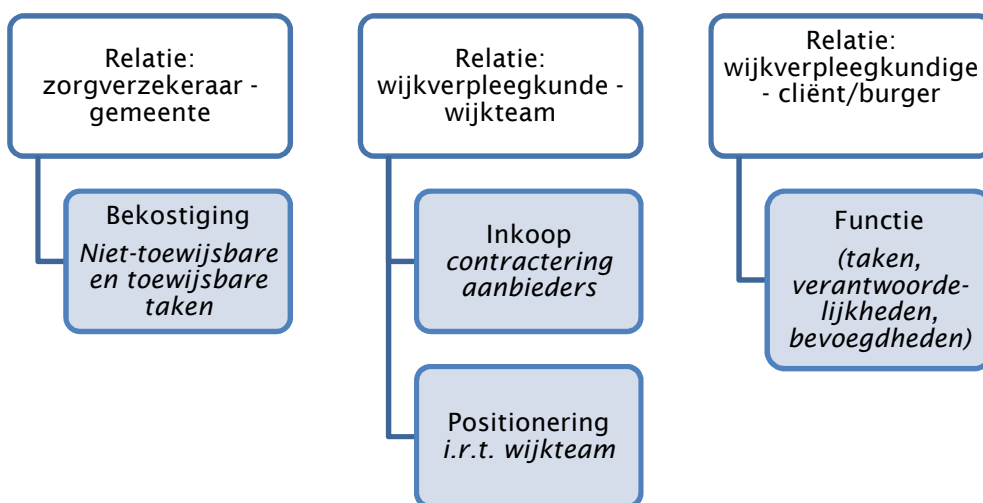 Relatie:
zorgverzekeraar -
gemeente
Bekostiging
Niet-toewijsbare
en toewijsbare
taken
Relatie:
wijkverpleegkunde -
wijkteam
Inkoop
contractering
aanbieders
Positionering
i.r.t. wijkteam
Relatie:
wijkverpleegkundige
- cliënt/burger
Functie
(taken,
verantwoorde-
lijkheden,
bevoegdheden)